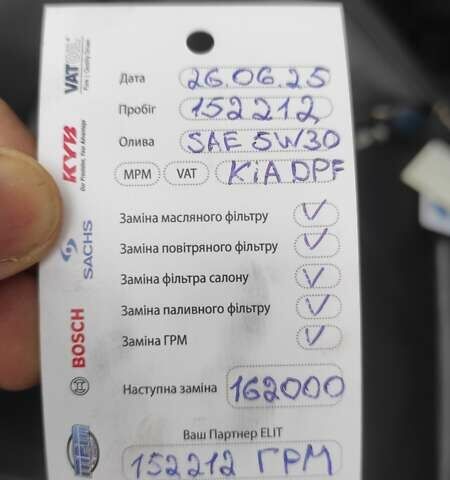 Дата 26.06.25
Пробіг 152212
Олива SAE 5W30
MPM VAT KiA DPF
Заміна масляного фільтру ✓
Заміна повітряного фільтру ✓
Заміна фільтра салону ✓
Заміна паливного фільтру ✓
Заміна ГРМ ✓
Наступна заміна 162000
Ваш Партнер ELIT
152212 ГРМ
VAT
KYB
SACHS
BOSCH